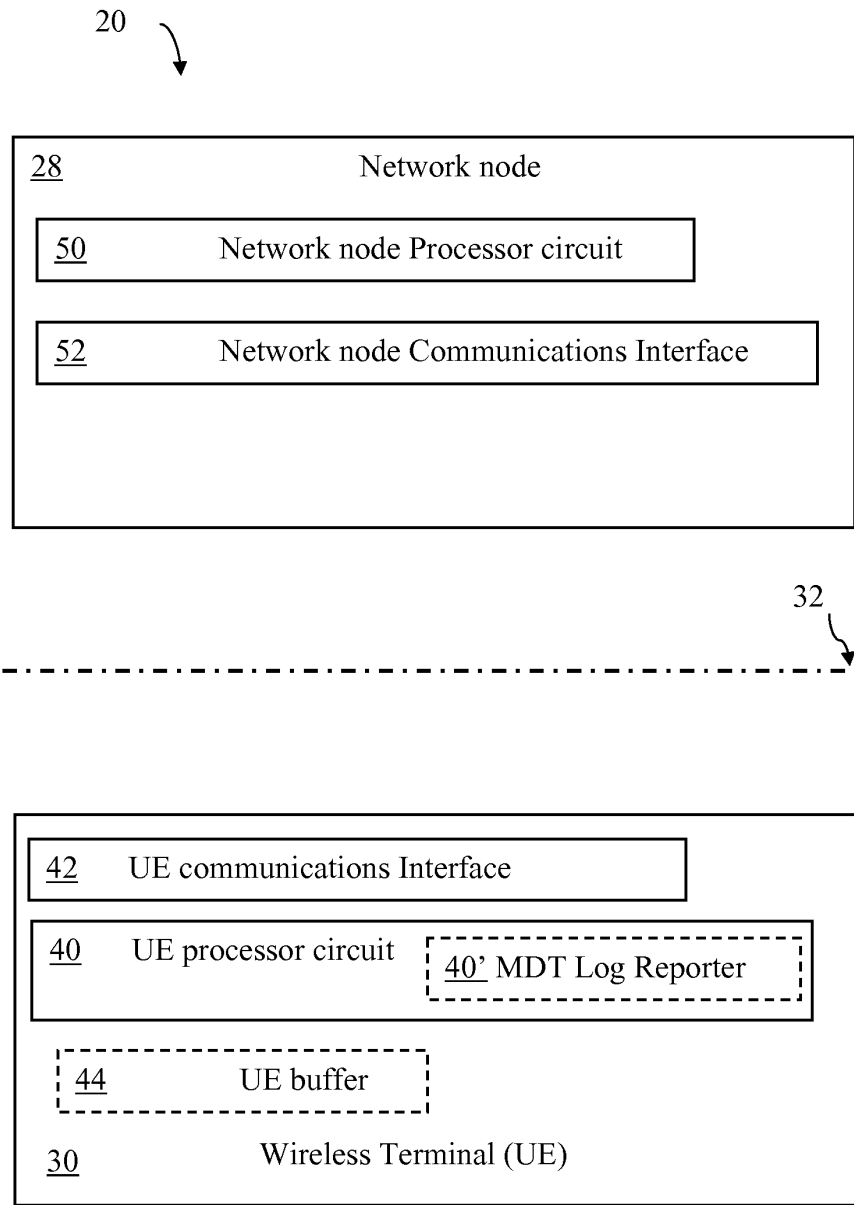 20
28 Network node
50 Network node Processor circuit
52 Network node Communications Interface
32
42 UE communications Interface
40 UE processor circuit
40’ MDT Log Reporter
44 UE buffer
30 Wireless Terminal (UE)